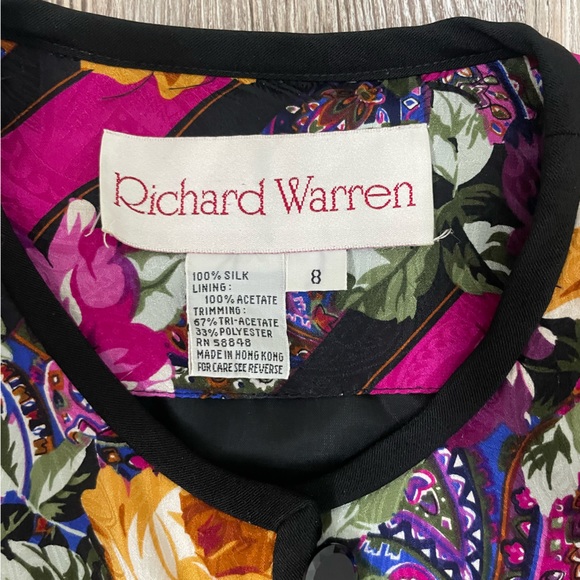 Richard Warren
8
100% SILK
LINING:
100% ACETATE
TRIMMING:
67% TRI-ACETATE
33% POLYESTER
RN 58848
MADE IN HONG KONG
FOR CARE SEE REVERSE